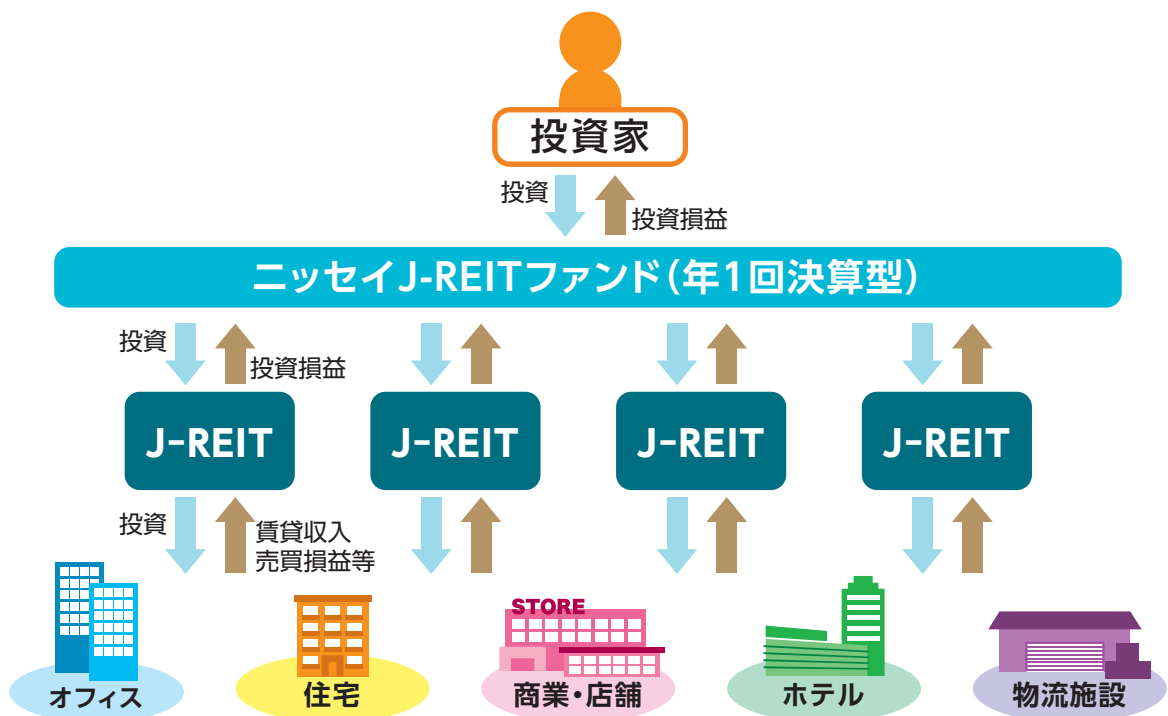 投資家
投資
投資損益
ニッセイJ-REITファンド(年1回決算型)
投資
投資損益
J-REIT
J-REIT
J-REIT
J-REIT
投資
賃貸収入
売買損益等
STORE
オフィス
住宅
商業・店舗
ホテル
物流施設